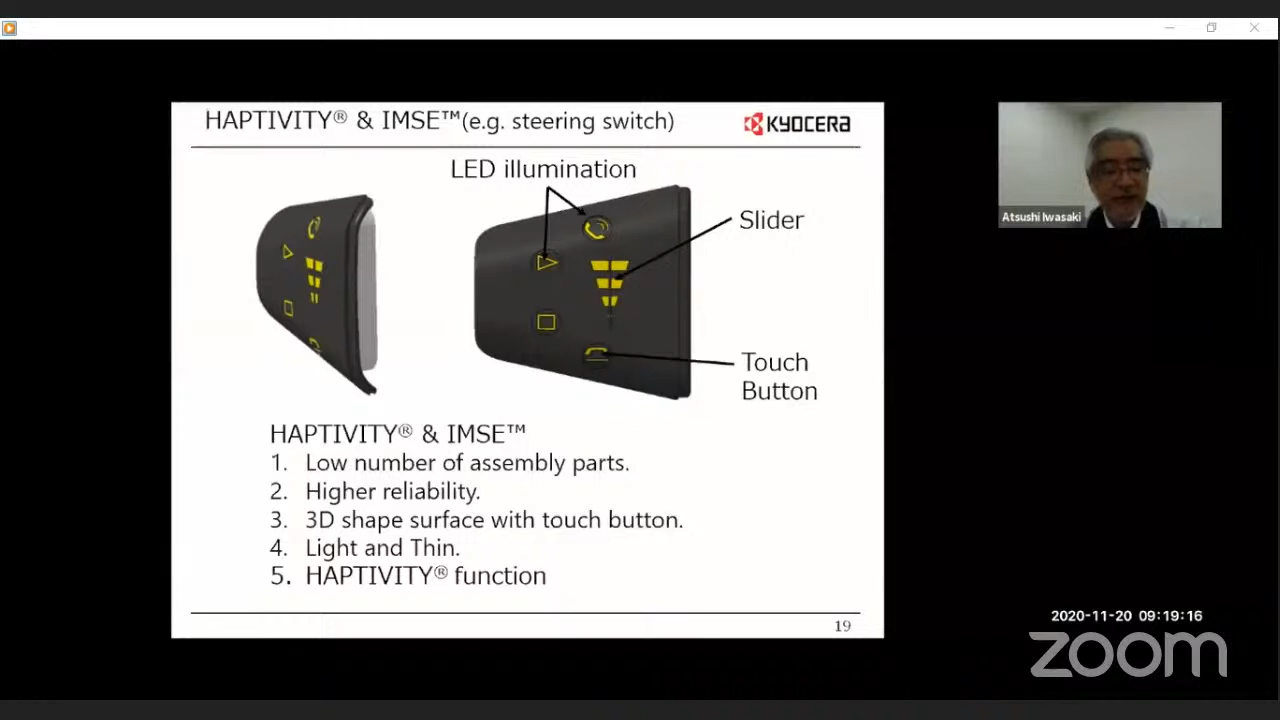 HAPTIVITY® & IMSE™(e.g. steering switch)
KYOCERA
LED illumination
Slider
Touch
Button
HAPTIVITY® & IMSE™
1. Low number of assembly parts.
2. Higher reliability.
3. 3D shape surface with touch button.
4. Light and Thin.
5. HAPTIVITY® function
19
Atsushi Iwasaki
2020-11-20 09:19:16
zoom